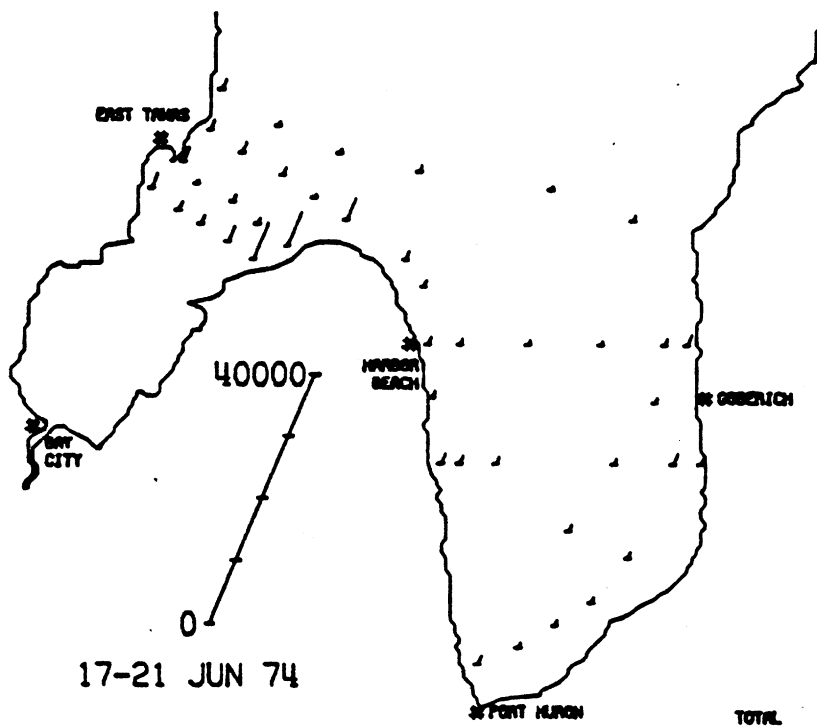 EAST TAWAS
40000
HARBOR
BEACH
GODERICH
BAY
CITY
0
17-21 JUN 74
PORT HURON
TOTAL